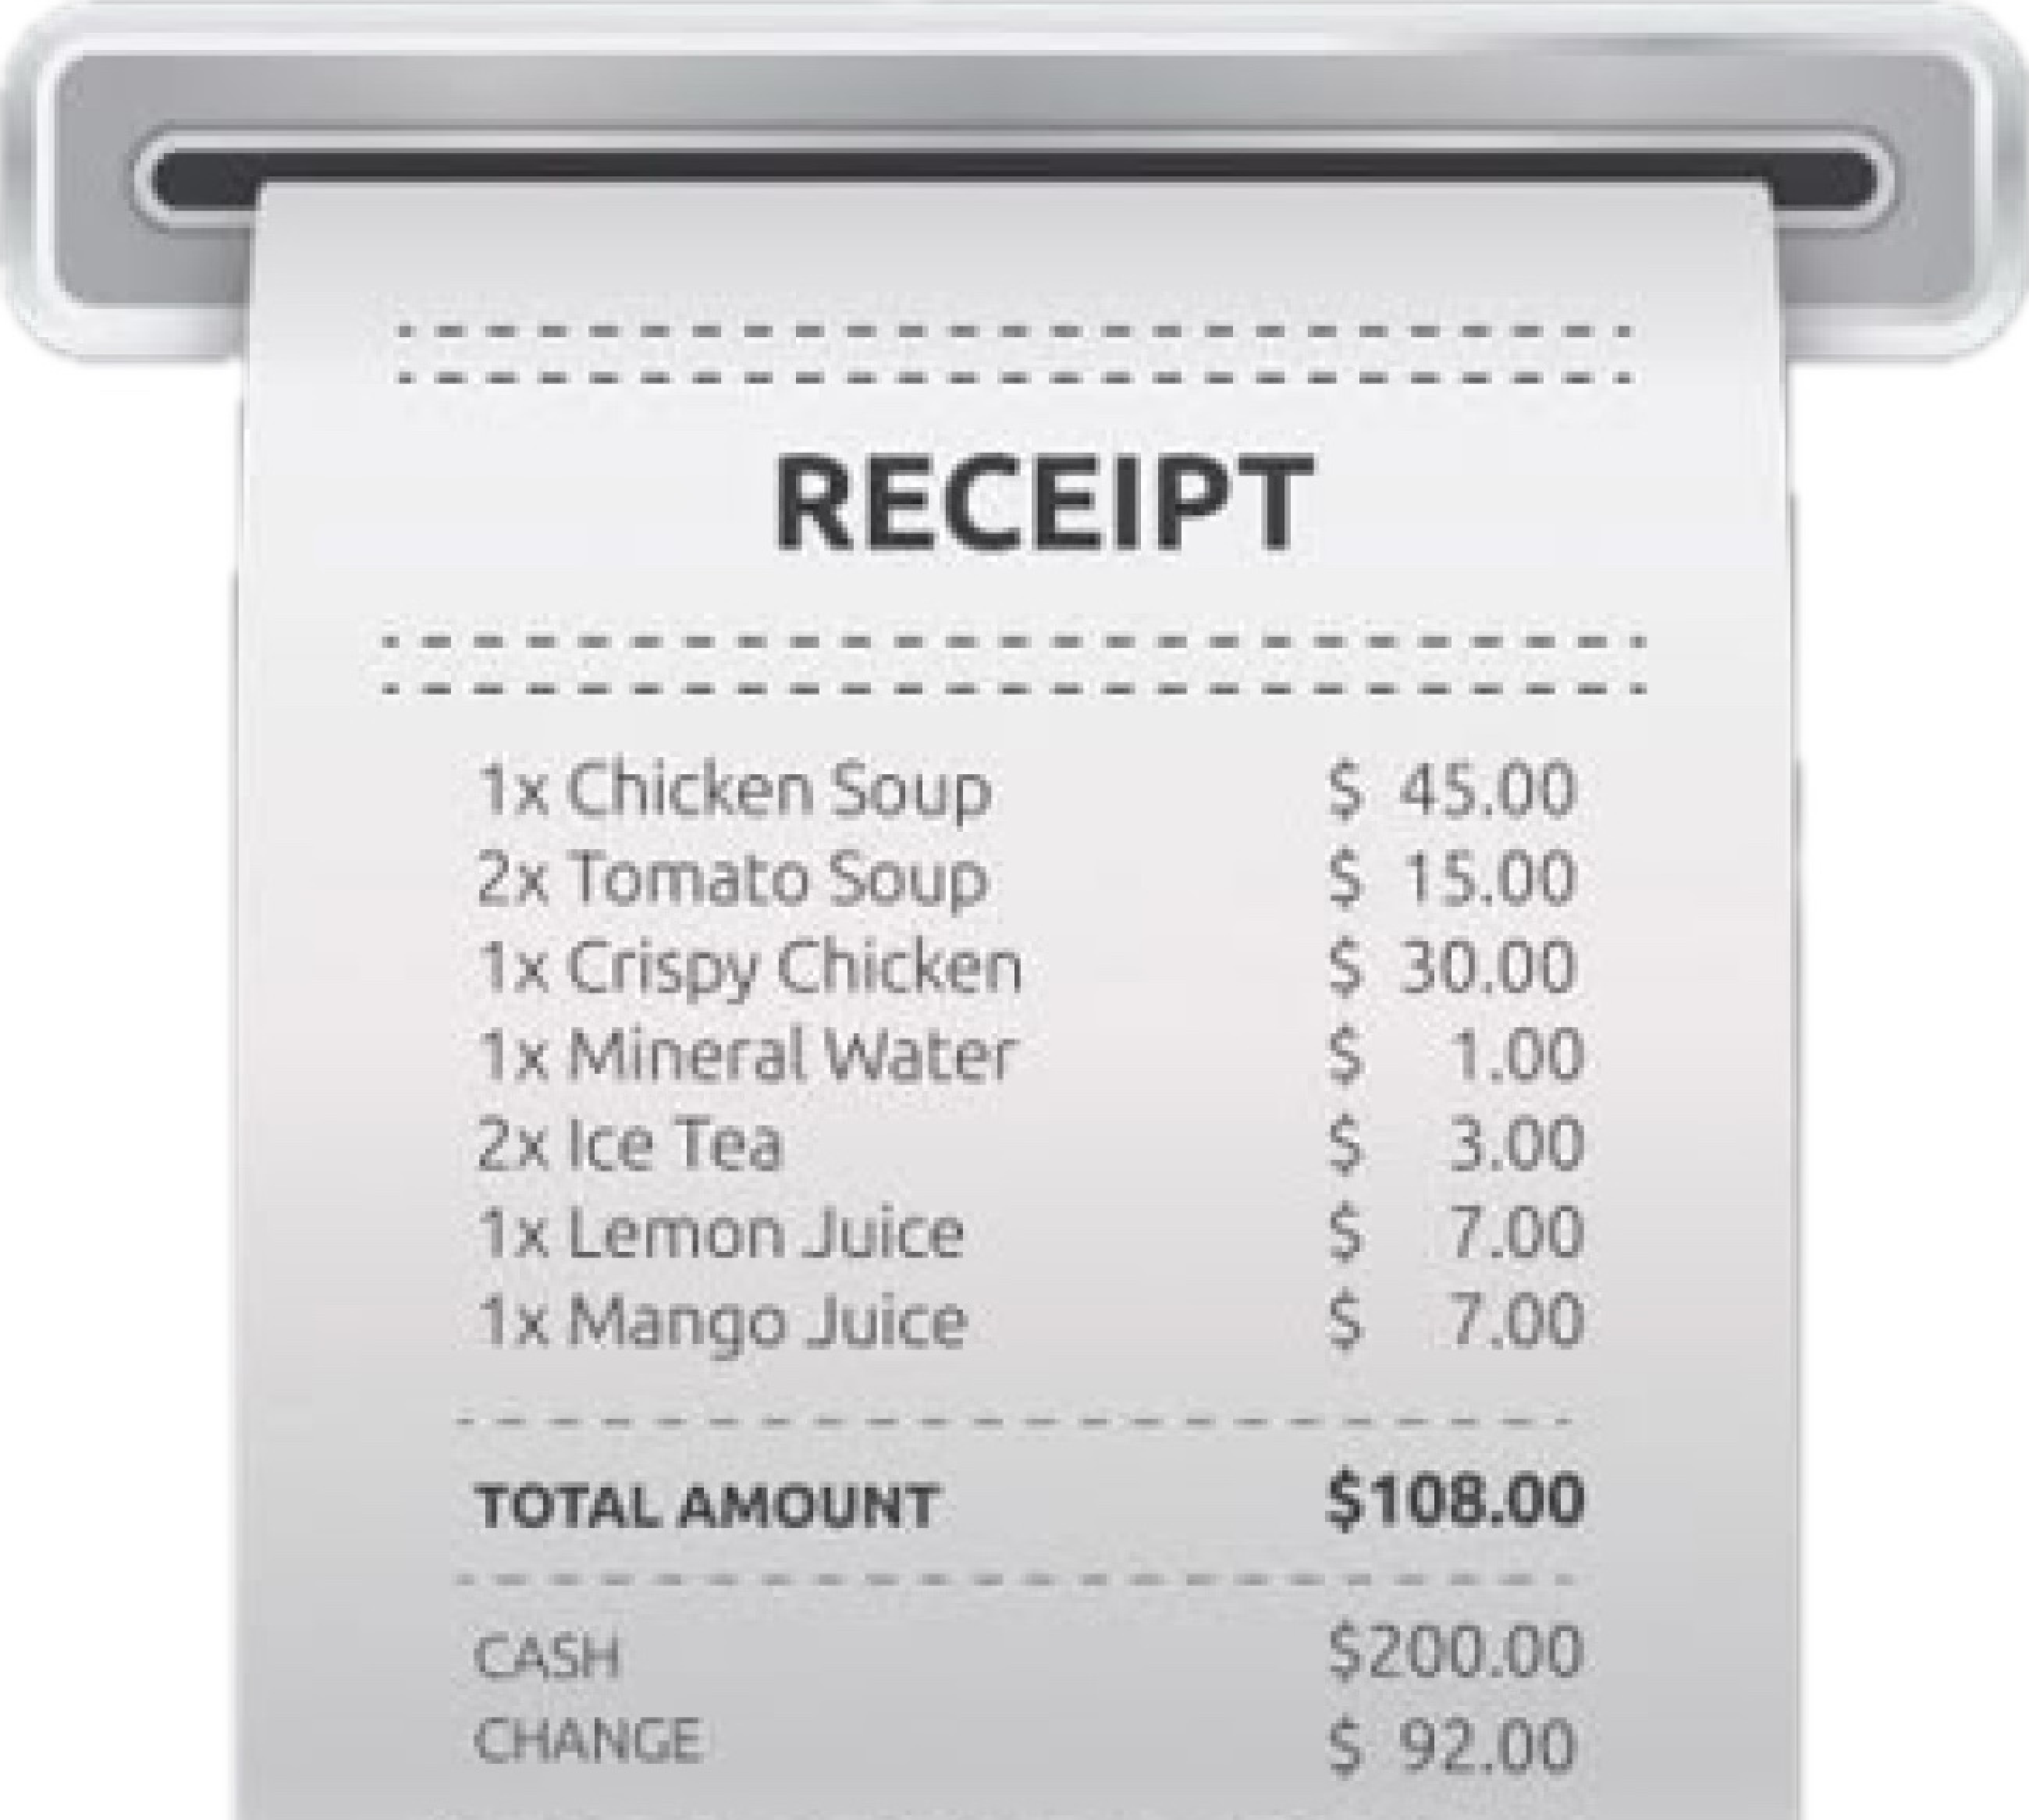 RECEIPT
1x Chicken Soup $ 45.00
2x Tomato Soup $ 15.00
1x Crispy Chicken $ 30.00
1x Mineral Water $ 1.00
2x Ice Tea $ 3.00
1x Lemon Juice $ 7.00
1x Mango Juice $ 7.00
TOTAL AMOUNT $108.00
CASH $200.00
CHANGE $ 92.00